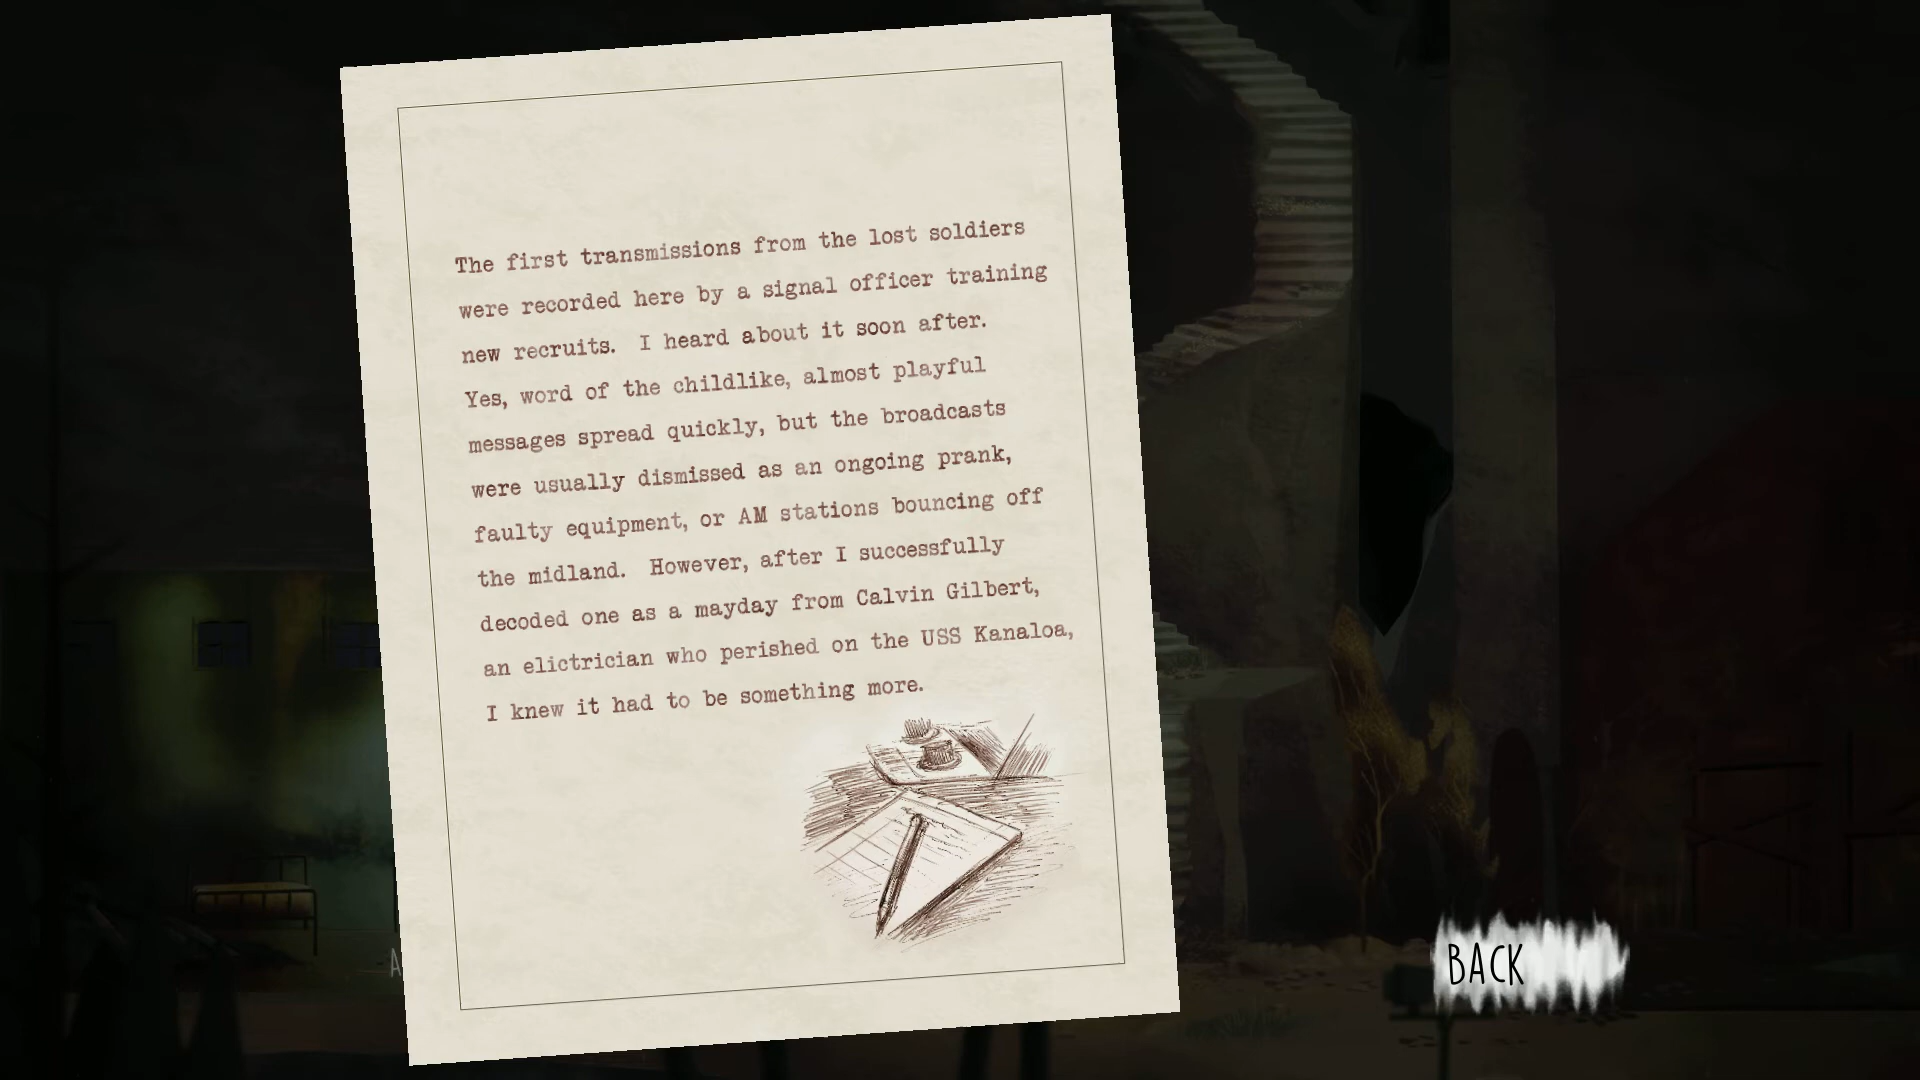 The first transmissions from the lost soldiers
were recorded here by a signal officer training
new recruits.  I heard about it soon after.
Yes, word of the childlike, almost playful
messages spread quickly, but the broadcasts
were usually dismissed as an ongoing prank,
faulty equipment, or AM stations bouncing off
the midland.  However, after I successfully
decoded one as a mayday from Calvin Gilbert,
an elictrician who perished on the USS Kanaloa,
I knew it had to be something more.
BACK